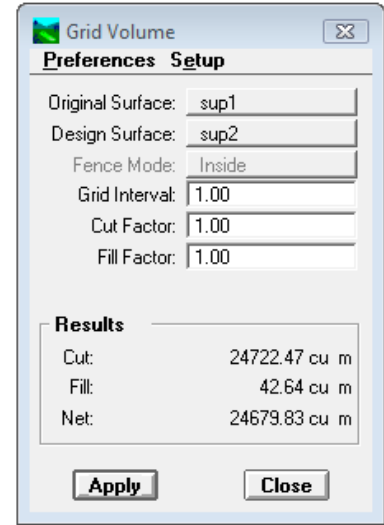 Grid Volume
Preferences Setup
Original Surface: sup1
Design Surface: sup2
Fence Mode: Inside
Grid Interval: 1.00
Cut Factor: 1.00
Fill Factor: 1.00
Results
Cut: 24722.47 cu m
Fill: 42.64 cu m
Net: 24679.83 cu m
Apply Close